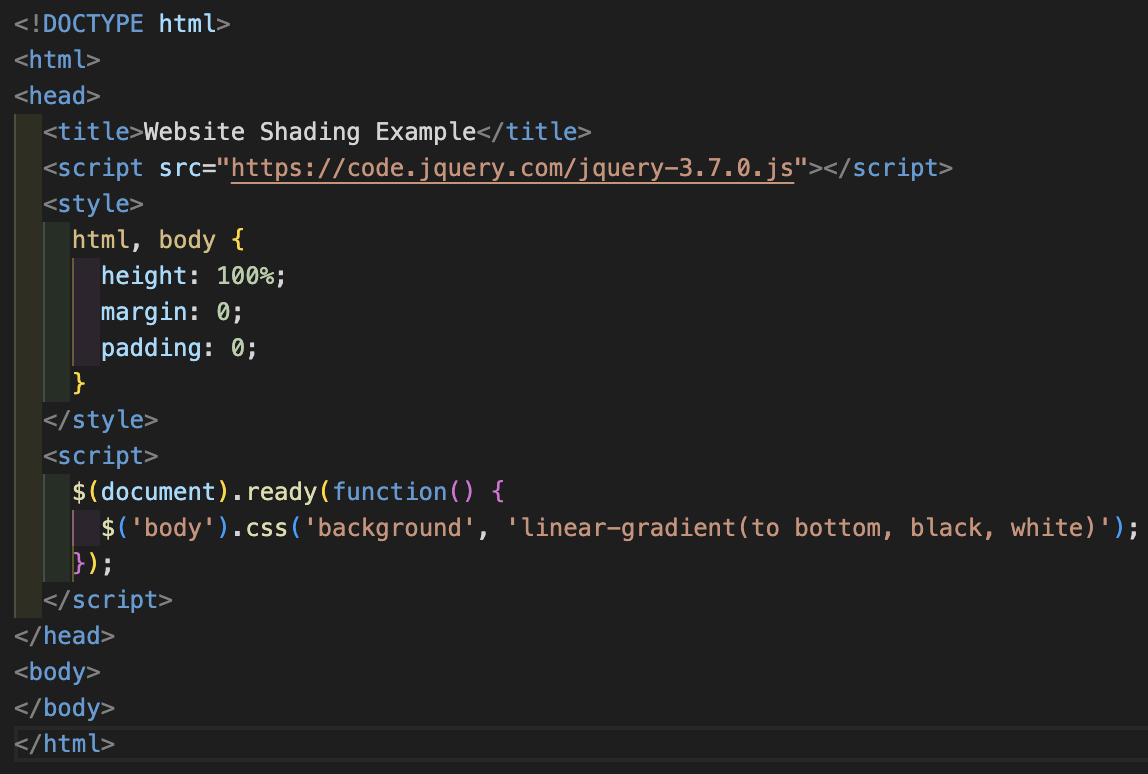 <!DOCTYPE html>
<html>
<head>
  <title>Website Shading Example</title>
  <script src="https://code.jquery.com/jquery-3.7.0.js"></script>
  <style>
    html, body {
      height: 100%;
      margin: 0;
      padding: 0;
    }
  </style>
  <script>
    $(document).ready(function() {
      $('body').css('background', 'linear-gradient(to bottom, black, white)');
    });
  </script>
</head>
<body>
</body>
</html>